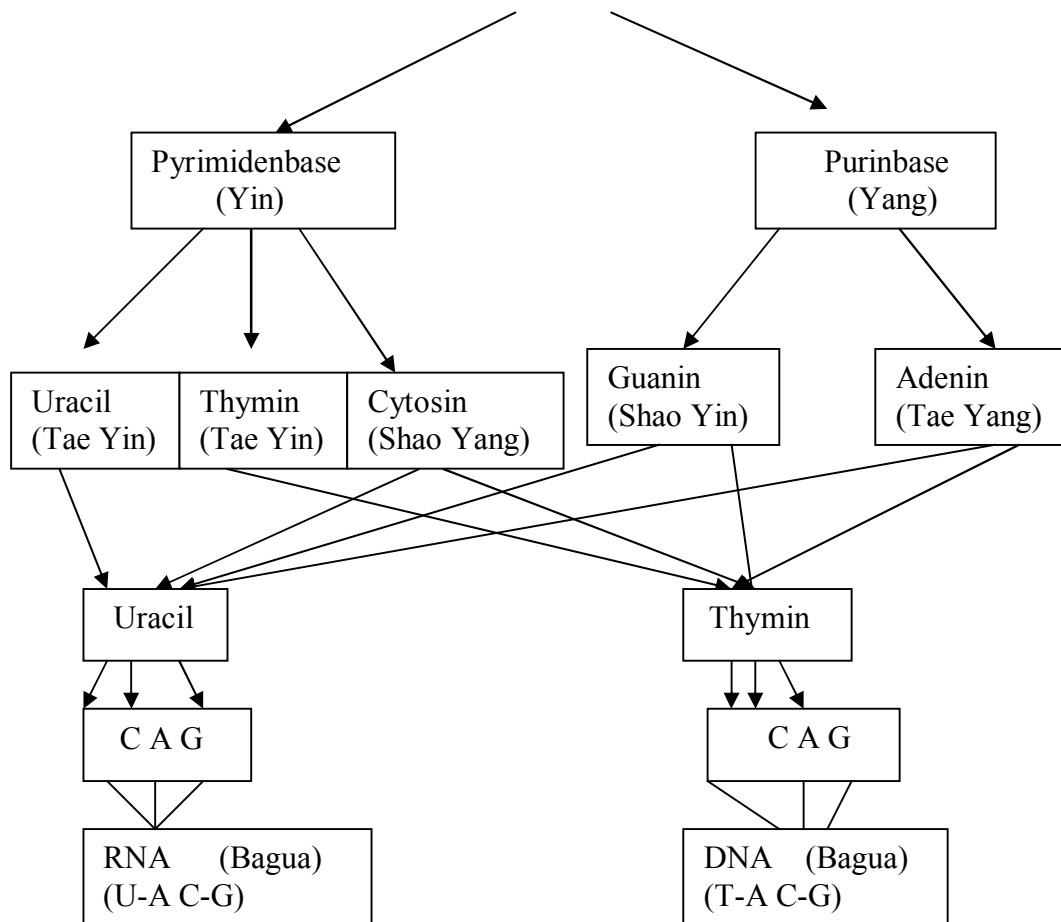 Pyrimidenbase
(Yin)
Purinbase
(Yang)
Uracil
(Tae Yin)
Thymin
(Tae Yin)
Cytosin
(Shao Yang)
Guanin
(Shao Yin)
Adenin
(Tae Yang)
Uracil
Thymin
C A G
C A G
RNA (Bagua)
(U-A C-G)
DNA (Bagua)
(T-A C-G)